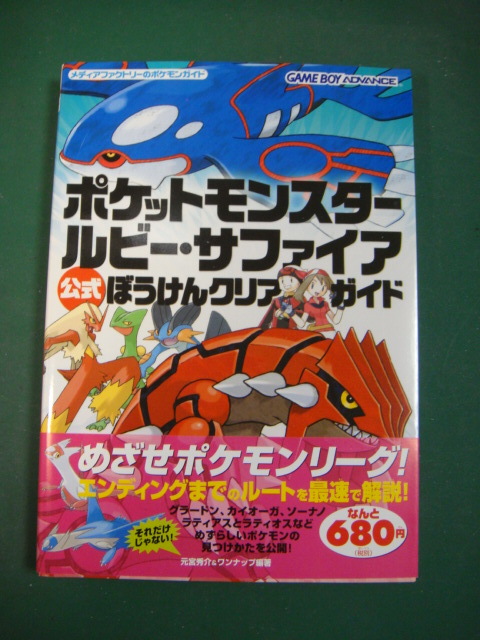 メディアファクトリーのポケモンガイド
GAME BOY ADVANCE
ポケットモンスター
ルビー・サファイア
公式ぼうけんクリアガイド
めざせポケモンリーグ!
エンディングまでのルートを最速で解説!
それだけじゃない!
グラードン、カイオーガ、ソーナノ
ラティアスとラティオスなど
めずらしいポケモンの
見つけかたを公開!
なんと
680円
(税別)
元宮秀介&ワンナップ編著